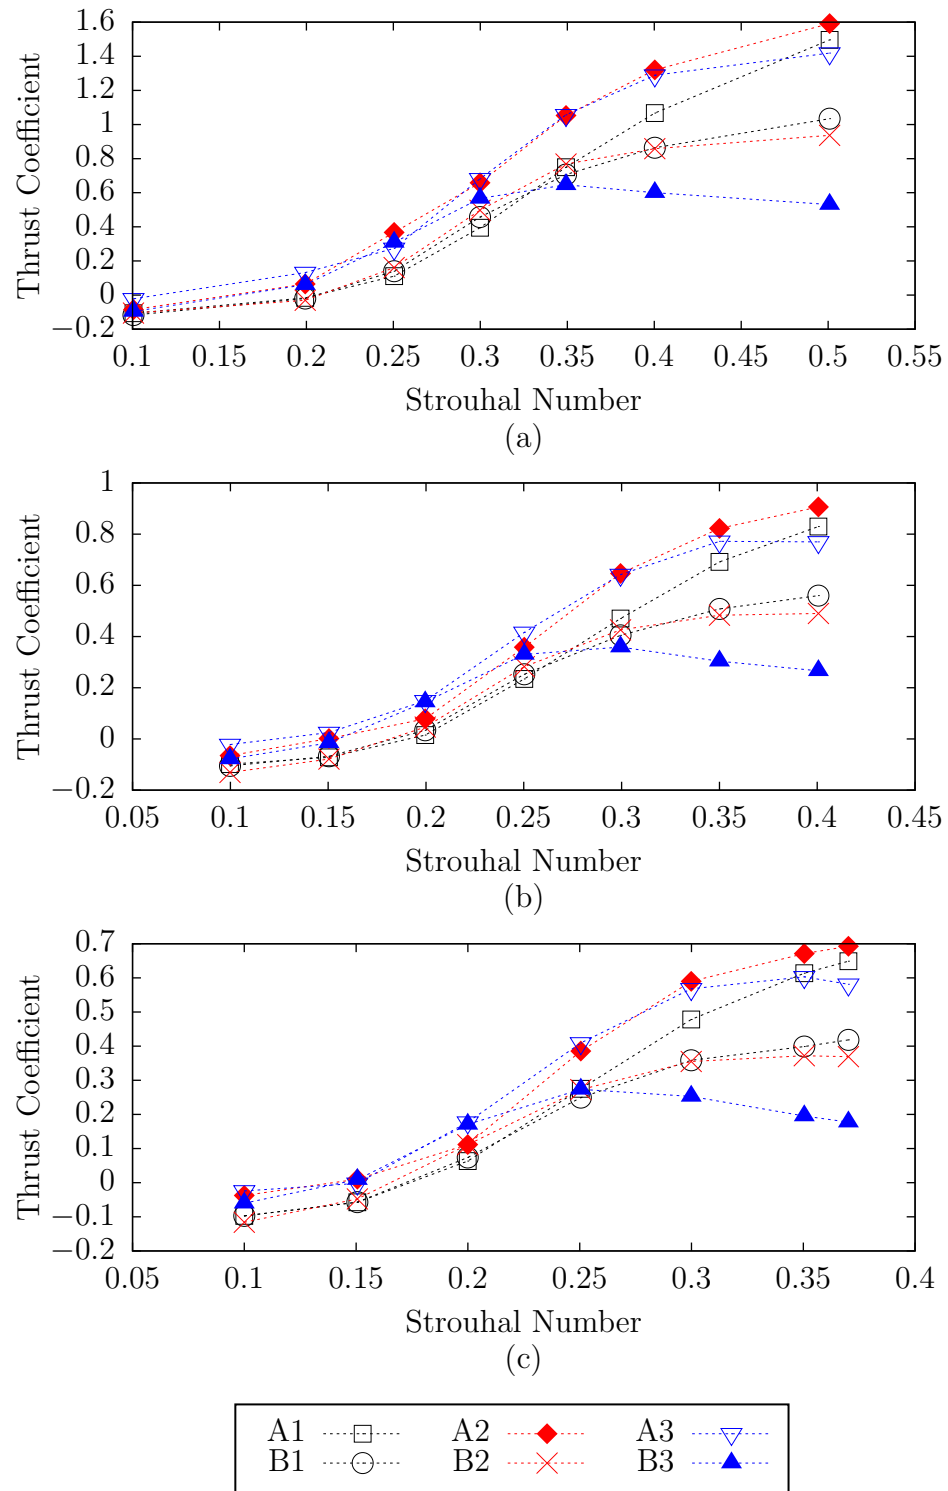 Thrust Coefficient
1.6
1.4
1.2
1
0.8
0.6
0.4
0.2
0
−0.2
0.1 0.15 0.2 0.25 0.3 0.35 0.4 0.45 0.5 0.55
Strouhal Number
(a)
Thrust Coefficient
1
0.8
0.6
0.4
0.2
0
−0.2
0.05 0.1 0.15 0.2 0.25 0.3 0.35 0.4 0.45
Strouhal Number
(b)
Thrust Coefficient
0.7
0.6
0.5
0.4
0.3
0.2
0.1
0
−0.1
−0.2
0.05 0.1 0.15 0.2 0.25 0.3 0.35 0.4
Strouhal Number
(c)
A1 A2 A3
B1 B2 B3